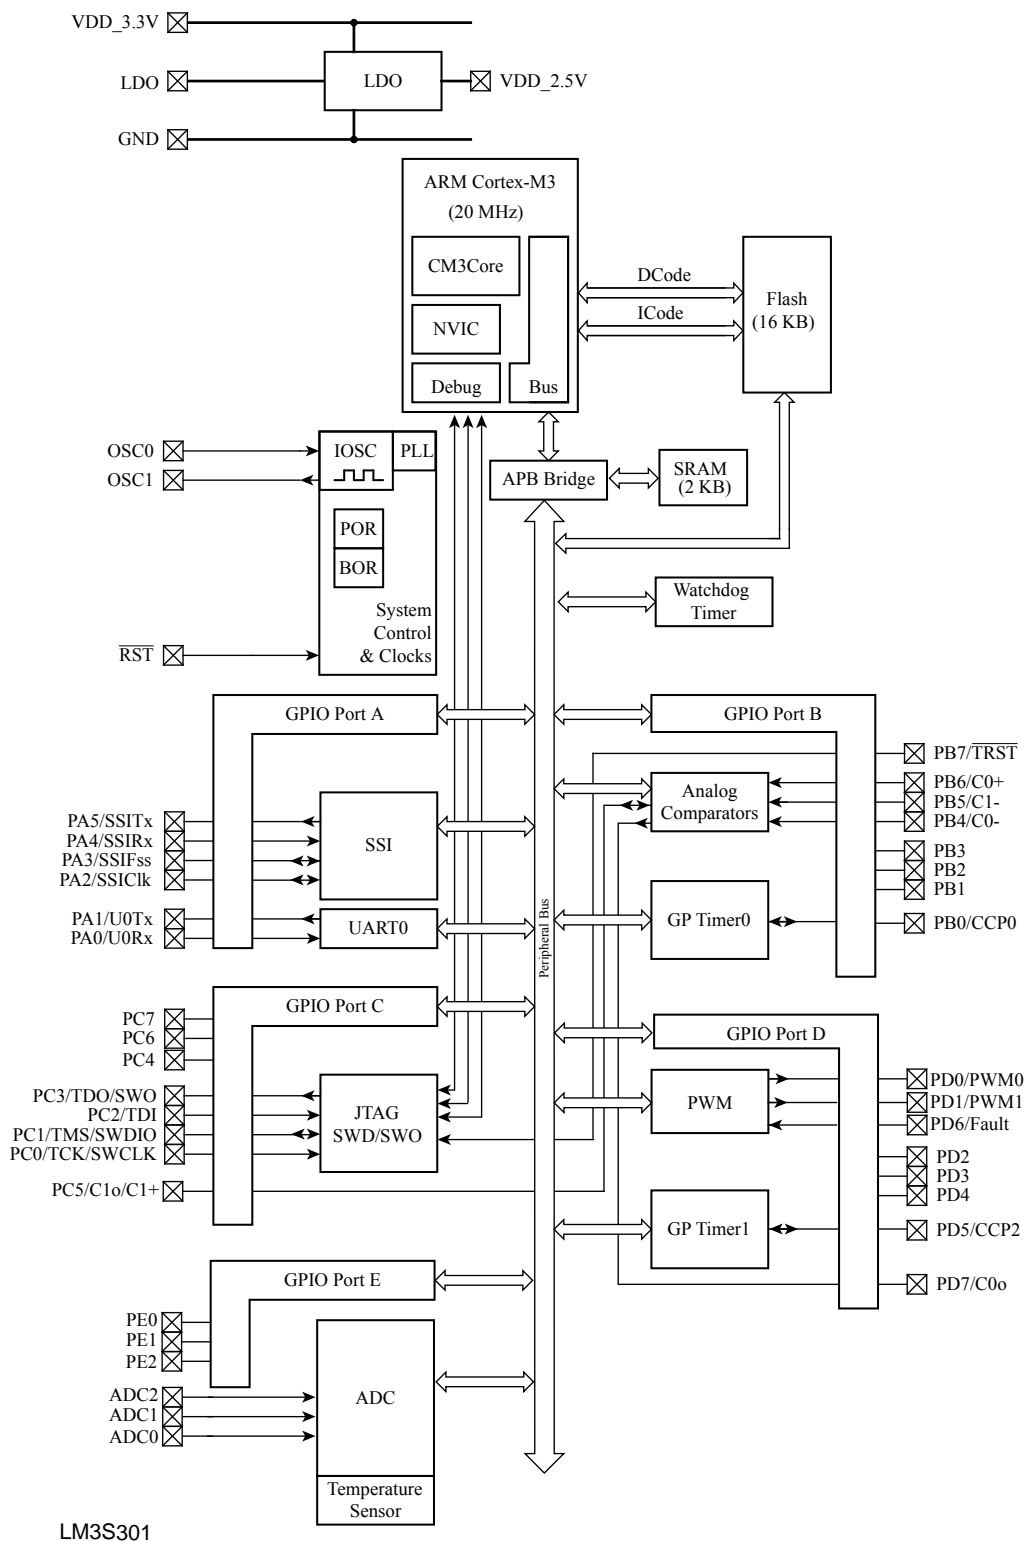 VDD_3.3V
LDO
LDO
VDD_2.5V
GND
ARM Cortex-M3
(20 MHz)
CM3Core
NVIC
Debug
Bus
DCode
ICode
Flash
(16 KB)
OSC0
OSC1
IOSC
PLL
POR
BOR
System
Control
& Clocks
RST
APB Bridge
SRAM
(2 KB)
Watchdog
Timer
GPIO Port A
PA5/SSITx
PA4/SSIRx
PA3/SSIFss
PA2/SSIClk
SSI
PA1/U0Tx
PA0/U0Rx
UART0
Peripheral Bus
GPIO Port B
PB7/TRST
Analog
Comparators
PB6/C0+
PB5/C1-
PB4/C0-
PB3
PB2
PB1
GP Timer0
PB0/CCP0
GPIO Port C
PC7
PC6
PC4
PC3/TDO/SWO
PC2/TDI
PC1/TMS/SWDIO
PC0/TCK/SWCLK
JTAG
SWD/SWO
PC5/C1o/C1+
GPIO Port D
PWM
PD0/PWM0
PD1/PWM1
PD6/Fault
PD2
PD3
PD4
GP Timer1
PD5/CCP2
PD7/C0o
GPIO Port E
PE0
PE1
PE2
ADC2
ADC1
ADC0
ADC
Temperature
Sensor
LM3S301